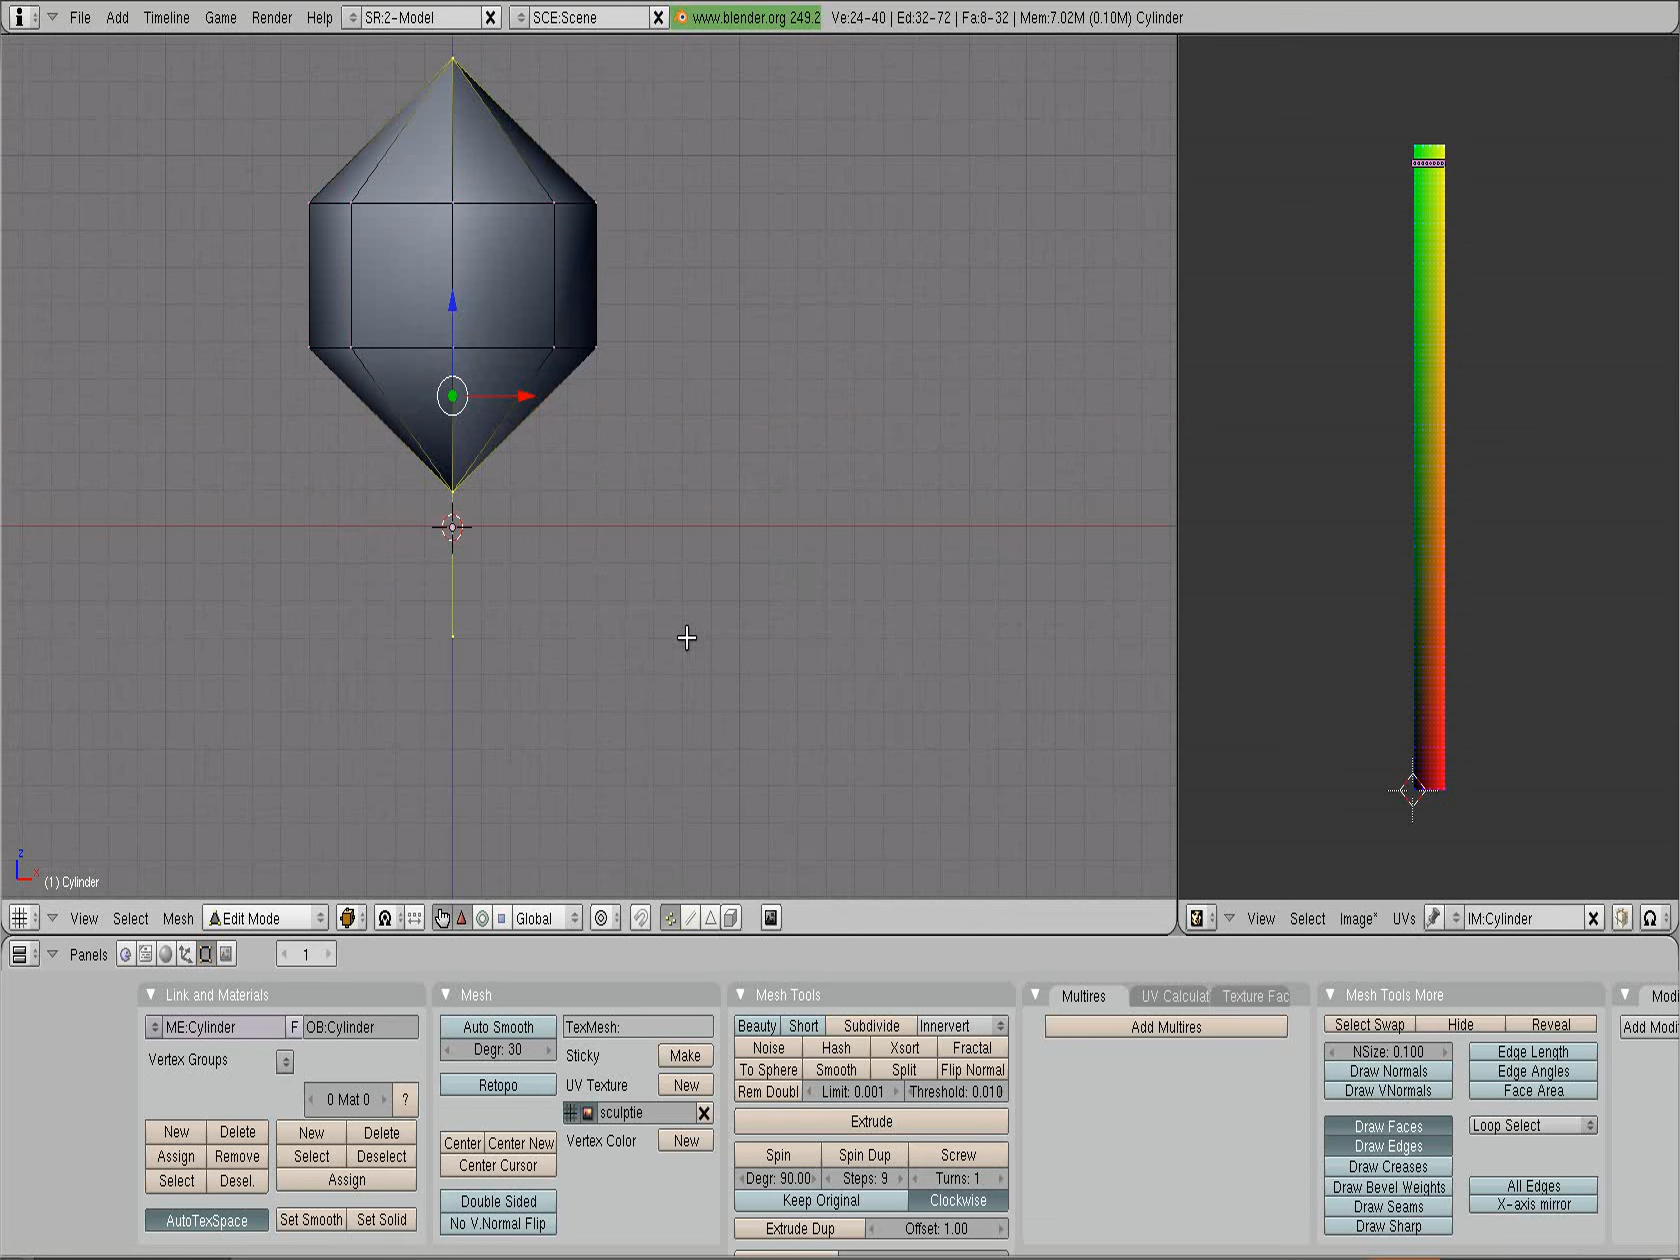 File Add Timeline Game Render Help SR:2-Model X SCE:Scene X www.blender.org 249.2 Ve:24-40 | Ed:32-72 | Fa:8-32 | Mem:7.02M (0.10M) Cylinder
z
x
(1) Cylinder
View Select Mesh Edit Mode Global
View Select Image* UVs IM:Cylinder X
Panels 1
Link and Materials
ME:Cylinder F OB:Cylinder
Vertex Groups
0 Mat 0 ?
New Delete New Delete
Assign Remove Select Deselect
Select Desel. Assign
AutoTexSpace Set Smooth Set Solid
Mesh
Auto Smooth TexMesh:
Degr: 30
Sticky Make
Retopo UV Texture New
sculptie X
Center Center New Vertex Color New
Center Cursor
Double Sided
No V.Normal Flip
Mesh Tools
Beauty Short Subdivide Innervert
Noise Hash Xsort Fractal
To Sphere Smooth Split Flip Normal
Rem Doubl Limit: 0.001 Threshold: 0.010
Extrude
Spin Spin Dup Screw
Degr: 90.00 Steps: 9 Turns: 1
Keep Original Clockwise
Extrude Dup Offset: 1.00
Multires UV Calculat Texture Fac
Add Multires
Mesh Tools More
Select Swap Hide Reveal
NSize: 0.100 Edge Length
Draw Normals Edge Angles
Draw VNormals Face Area
Draw Faces Loop Select
Draw Edges
Draw Creases
Draw Bevel Weights All Edges
Draw Seams X-axis mirror
Draw Sharp
Modi
Add Modi